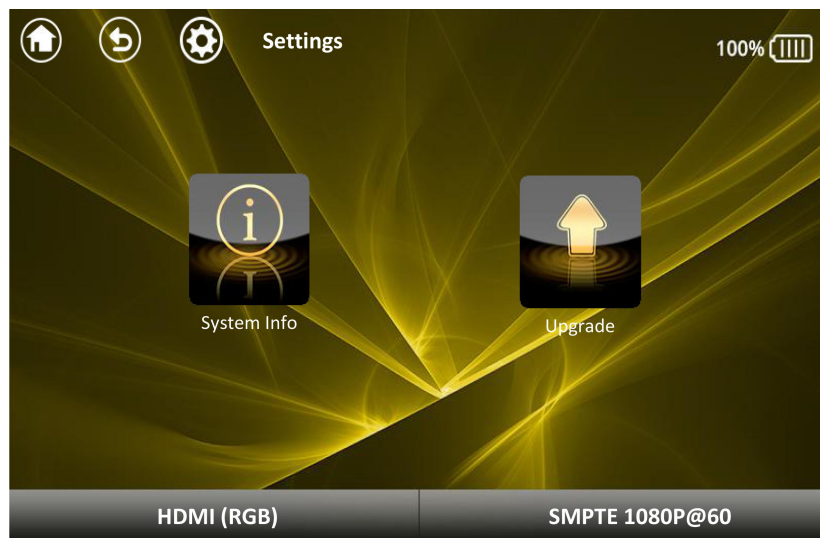 Settings
100%
System Info
Upgrade
HDMI (RGB)
SMPTE 1080P@60